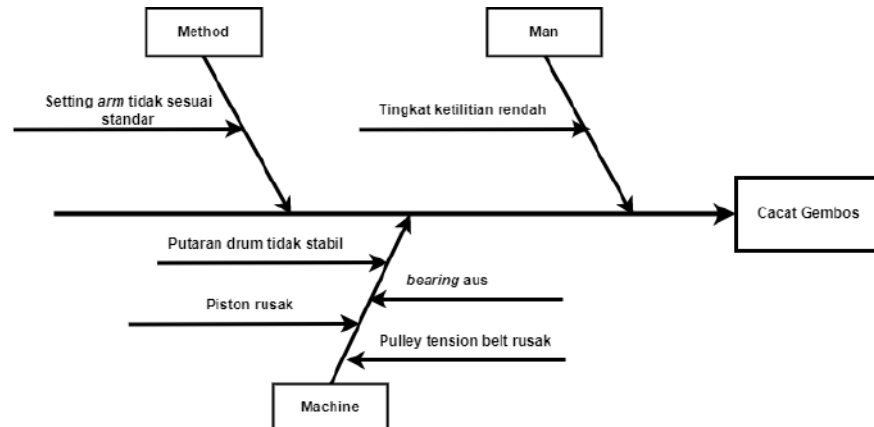 Method
Man
Setting arm tidak sesuai
standar
Tingkat ketilitian rendah
Cacat Gembos
Putaran drum tidak stabil
bearing aus
Piston rusak
Pulley tension belt rusak
Machine